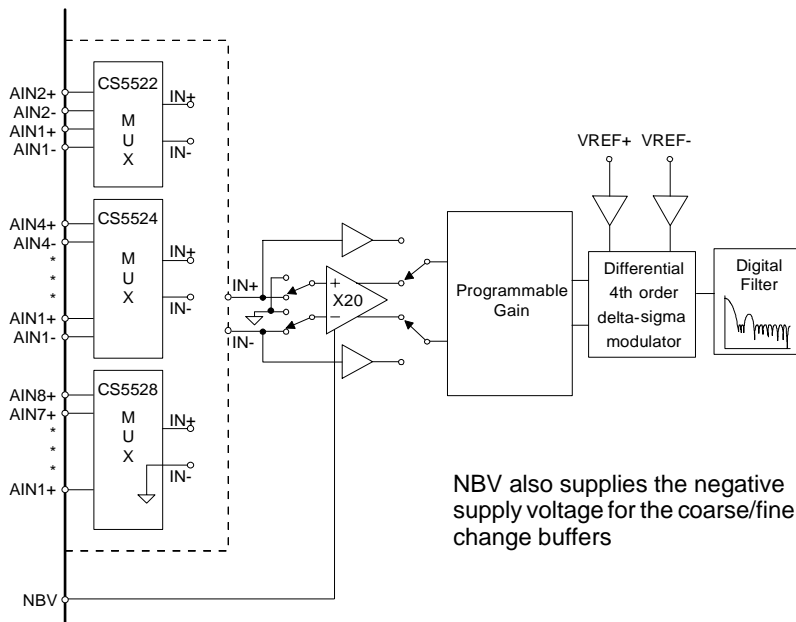 CS5522
AIN2+
AIN2-
AIN1+
AIN1-
M
U
X
IN+
IN-
CS5524
AIN4+
AIN4-
*
*
*
AIN1+
AIN1-
M
U
X
IN+
IN-
CS5528
AIN8+
AIN7+
*
*
*
AIN1+
M
U
X
IN+
IN-
NBV
IN+
IN-
+
X20
−
Programmable
Gain
VREF+ VREF-
Differential
4th order
delta-sigma
modulator
Digital
Filter
NBV also supplies the negative
supply voltage for the coarse/fine
change buffers